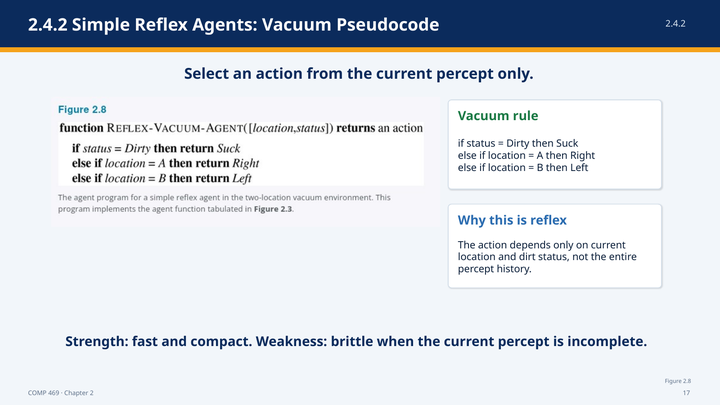 2.4.2 Simple Reflex Agents: Vacuum Pseudocode
2.4.2
Select an action from the current percept only.
Figure 2.8
function REFLEX-VACUUM-AGENT([location,status]) returns an action
if status = Dirty then return Suck
else if location = A then return Right
else if location = B then return Left
The agent program for a simple reflex agent in the two-location vacuum environment. This
program implements the agent function tabulated in Figure 2.3.
Vacuum rule
if status = Dirty then Suck
else if location = A then Right
else if location = B then Left
Why this is reflex
The action depends only on current
location and dirt status, not the entire
percept history.
Strength: fast and compact. Weakness: brittle when the current percept is incomplete.
Figure 2.8
COMP 469 · Chapter 2
17